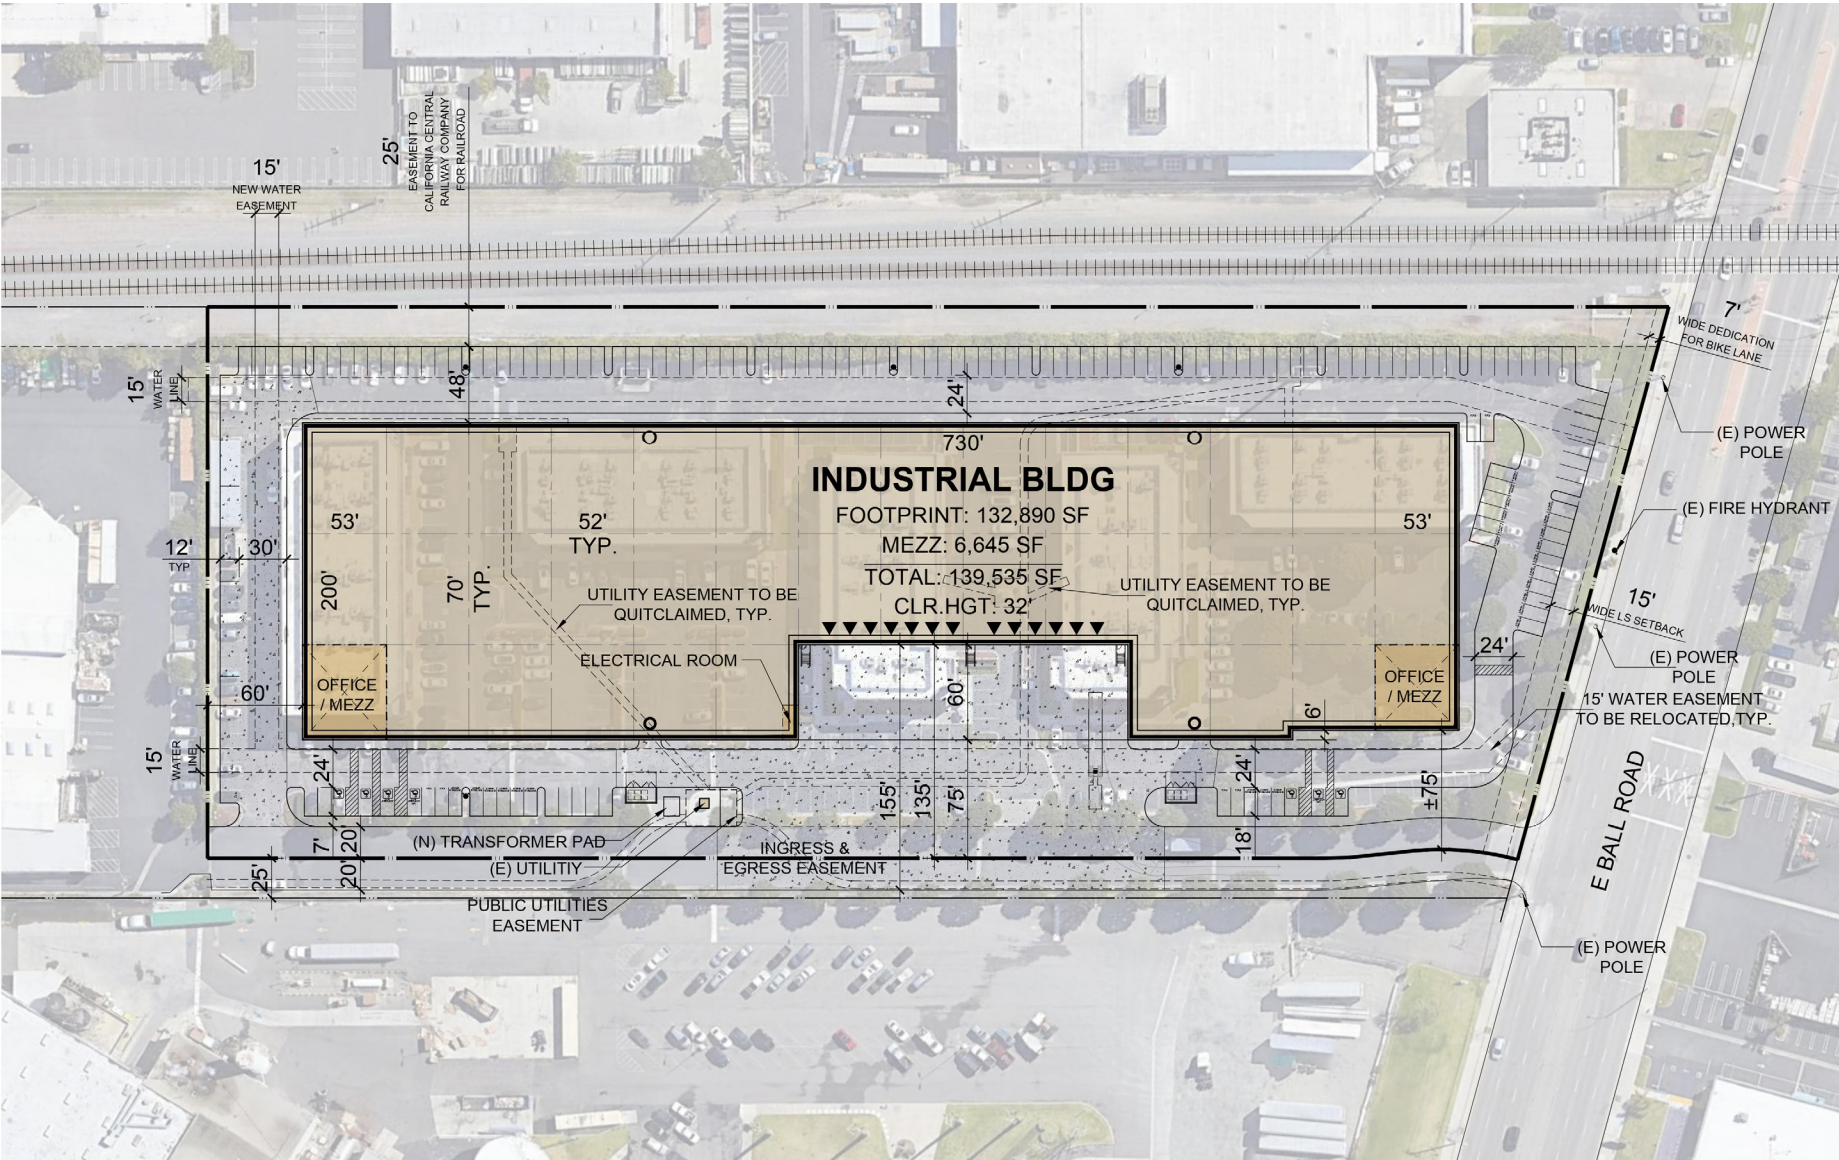 25'
EASEMENT TO
CALIFORNIA CENTRAL
RAILWAY COMPANY
FOR RAILROAD
15'
NEW WATER
EASEMENT
7'
WIDE DEDICATION
FOR BIKE LANE
15'
WATER
LINE
48'
24'
730'
(E) POWER
POLE
INDUSTRIAL BLDG
FOOTPRINT: 132,890 SF
MEZZ: 6,645 SF
TOTAL: 139,535 SF
CLR.HGT: 32'
(E) FIRE HYDRANT
53'
52'
TYP.
53'
12'
TYP
30'
200'
70'
TYP.
UTILITY EASEMENT TO BE
QUITCLAIMED, TYP.
UTILITY EASEMENT TO BE
QUITCLAIMED, TYP.
15'
WIDE LS SETBACK
24'
ELECTRICAL ROOM
(E) POWER
POLE
OFFICE
/ MEZZ
OFFICE
/ MEZZ
60'
60'
6'
15' WATER EASEMENT
TO BE RELOCATED,TYP.
15'
WATER
LINE
24'
24'
155'
135'
75'
±75'
E BALL ROAD
7'
20'
(N) TRANSFORMER PAD
INGRESS &
EGRESS EASEMENT
18'
25'
20'
(E) UTILITIY
PUBLIC UTILITIES
EASEMENT
(E) POWER
POLE